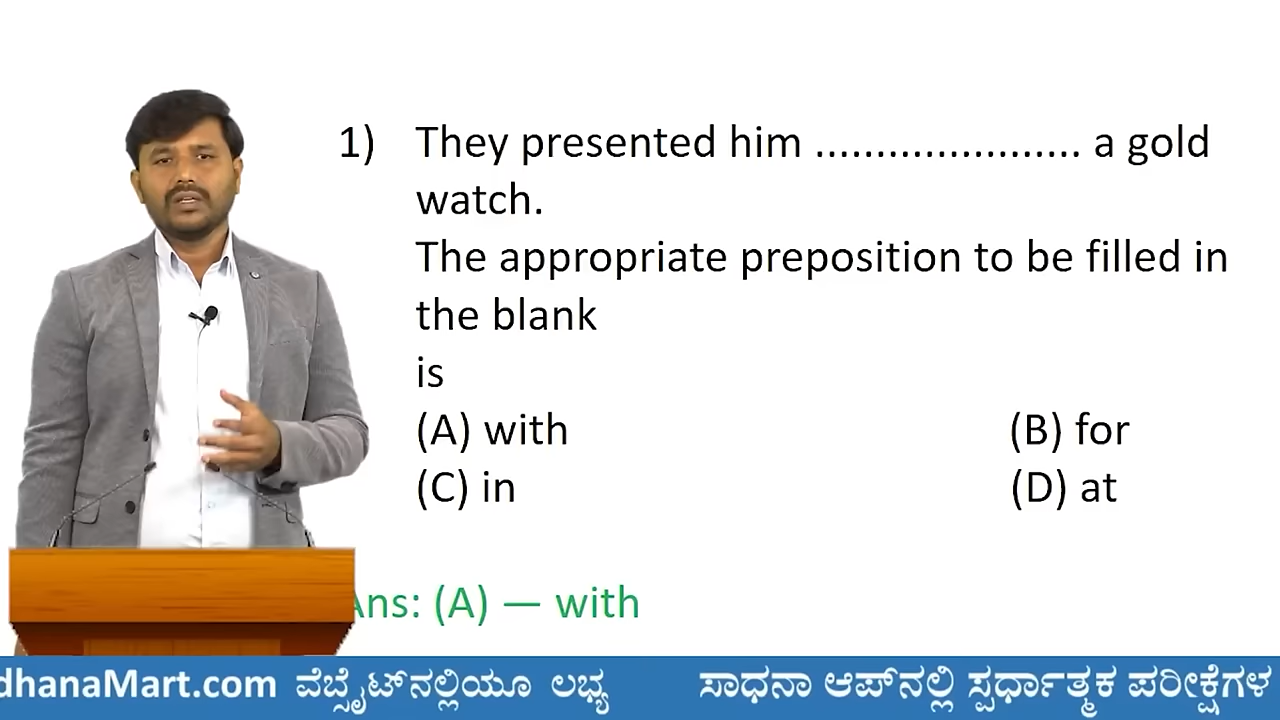 1) They presented him ...................... a gold
watch.
The appropriate preposition to be filled in
the blank
is
(A) with (B) for
(C) in (D) at
Ans: (A) — with
dhanaMart.com ವೆಬ್ಸೈಟ್‌ನಲ್ಲಿಯೂ ಲಭ್ಯ ಸಾಧನಾ ಆಪ್‌ನಲ್ಲಿ ಸ್ಪರ್ಧಾತ್ಮಕ ಪರೀಕ್ಷೆಗಳ